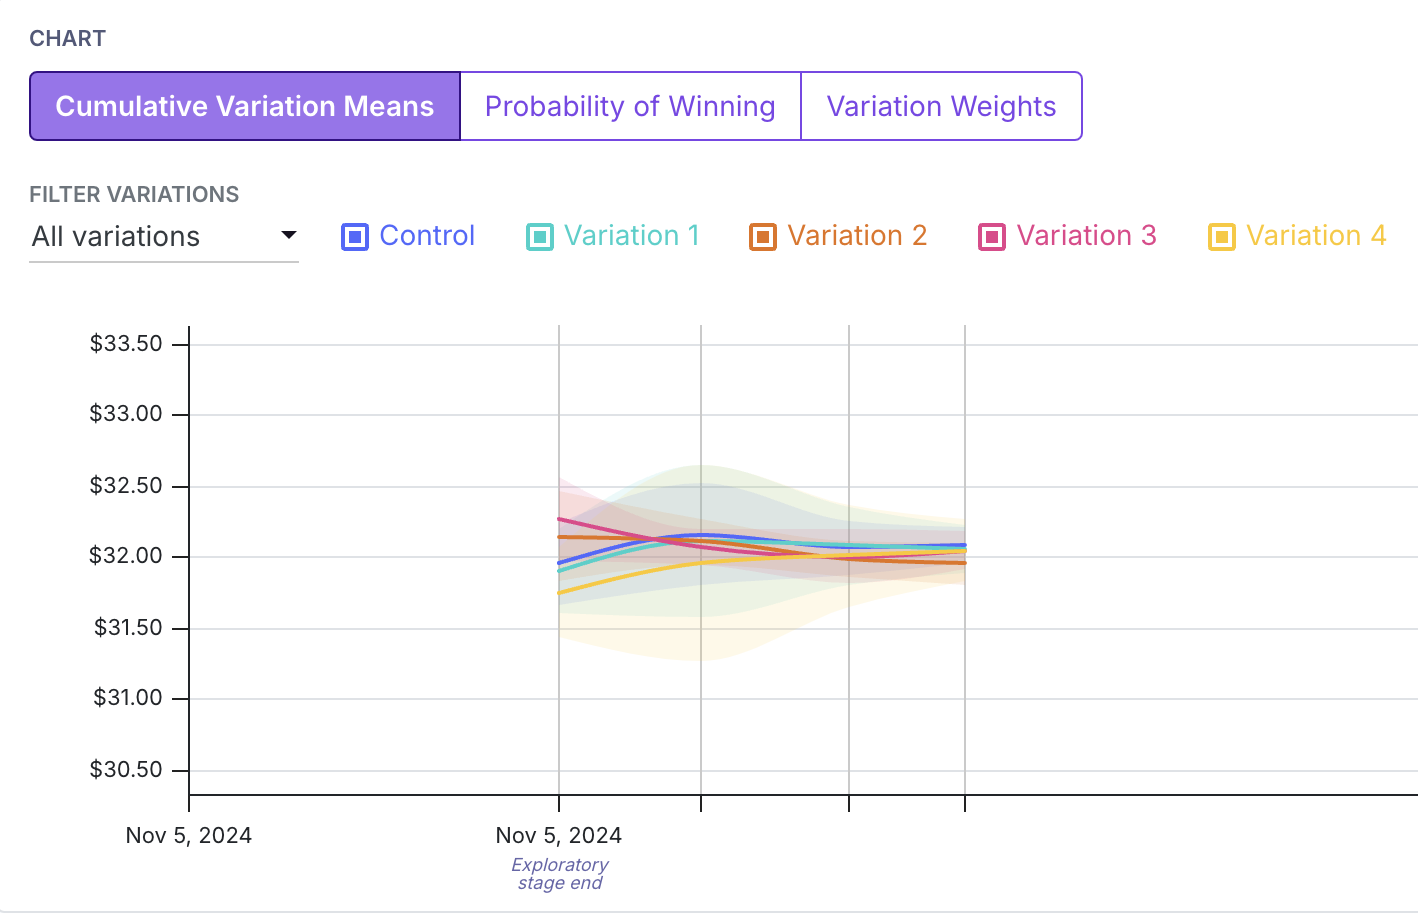 CHART
Cumulative Variation Means Probability of Winning Variation Weights
FILTER VARIATIONS
All variations Control Variation 1 Variation 2 Variation 3 Variation 4
$33.50
$33.00
$32.50
$32.00
$31.50
$31.00
$30.50
Nov 5, 2024 Nov 5, 2024
Exploratory
stage end